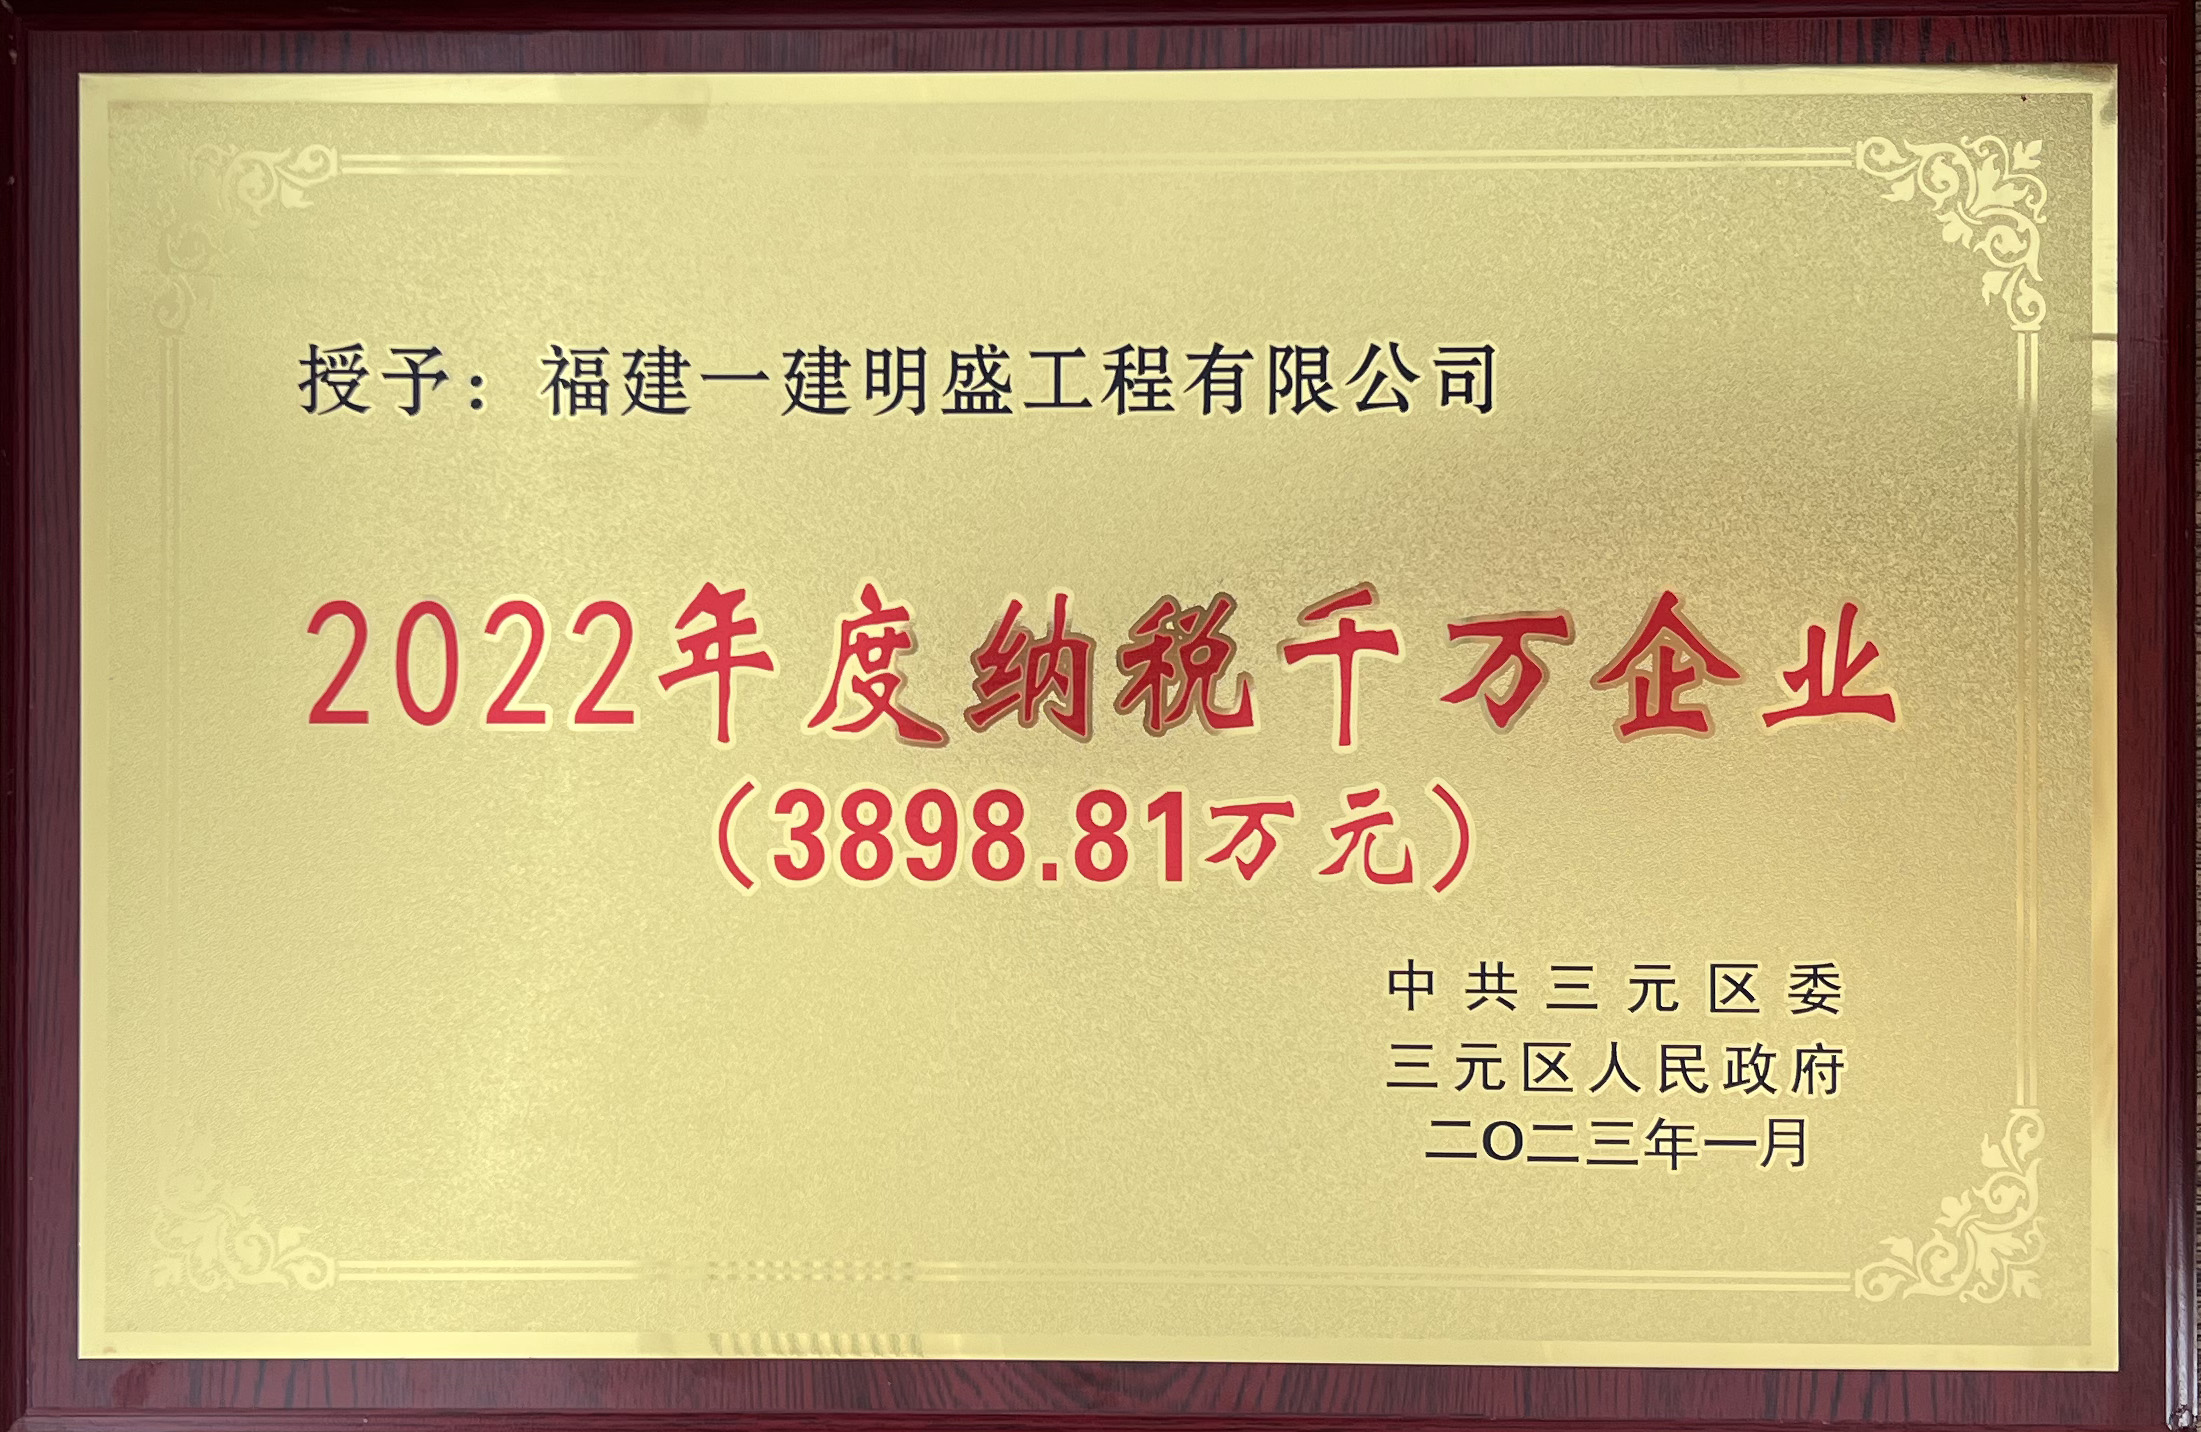 授予：福建一建明盛工程有限公司
2022年度纳税千万企业
（3898.81万元）
中共三元区委
三元区人民政府
二〇二三年一月